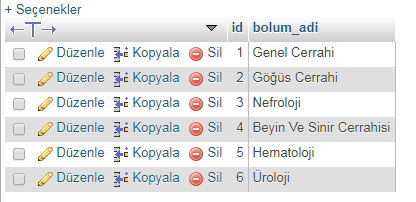 + Seçenekler
id bolum_adi
Düzenle Kopyala Sil 1 Genel Cerrahi
Düzenle Kopyala Sil 2 Göğüs Cerrahi
Düzenle Kopyala Sil 3 Nefroloji
Düzenle Kopyala Sil 4 Beyin Ve Sinir Cerrahisi
Düzenle Kopyala Sil 5 Hematoloji
Düzenle Kopyala Sil 6 Üroloji